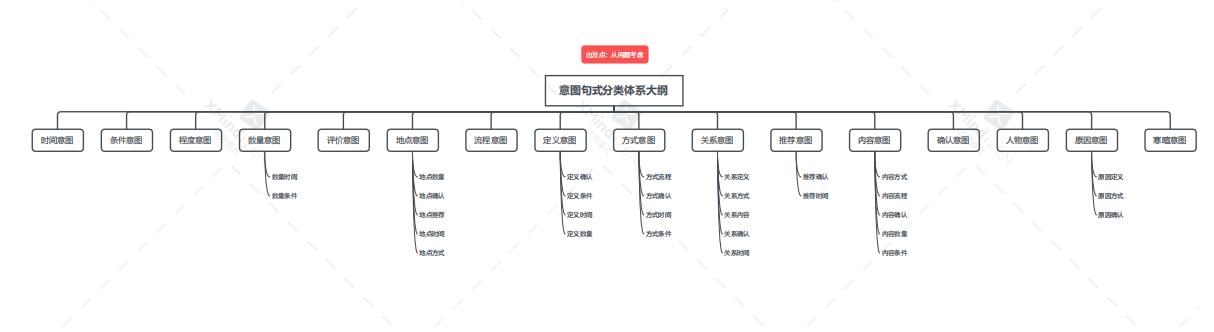 出发点：从问题考虑
意图句式分类体系大纲
时间意图
条件意图
程度意图
数量意图
评价意图
地点意图
流程意图
定义意图
方式意图
关系意图
推荐意图
内容意图
确认意图
人物意图
原因意图
寒暄意图
数量时间
数量条件
地点数量
地点确认
地点推荐
地点时间
地点方式
定义确认
定义条件
定义时间
定义数量
方式流程
方式确认
方式时间
方式条件
关系定义
关系方式
关系内容
关系确认
关系时间
推荐确认
推荐时间
内容方式
内容流程
内容确认
内容数量
内容条件
原因定义
原因方式
原因确认